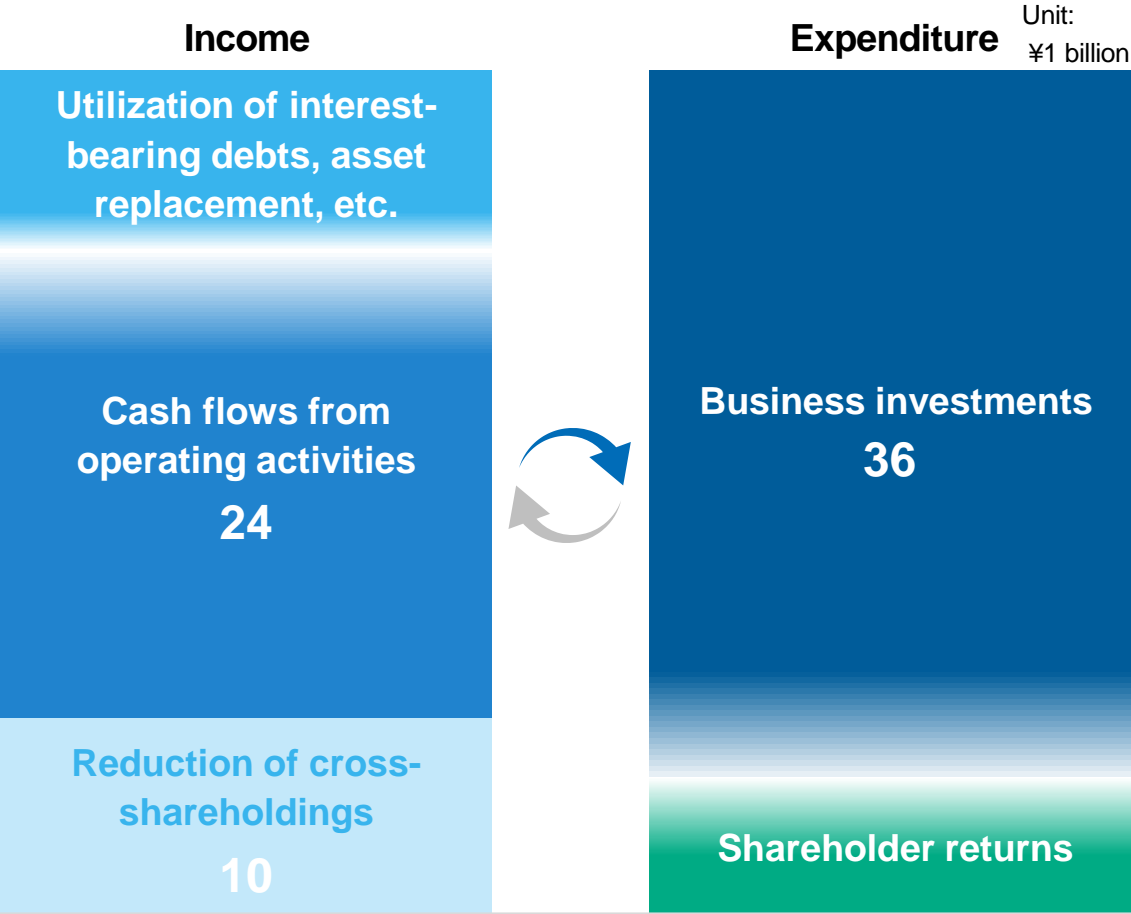 Income
Utilization of interest-
bearing debts, asset
replacement, etc.
Cash flows from
operating activities
24
Reduction of cross-
shareholdings
10
Expenditure
Unit:
¥1 billion
Business investments
36
Shareholder returns